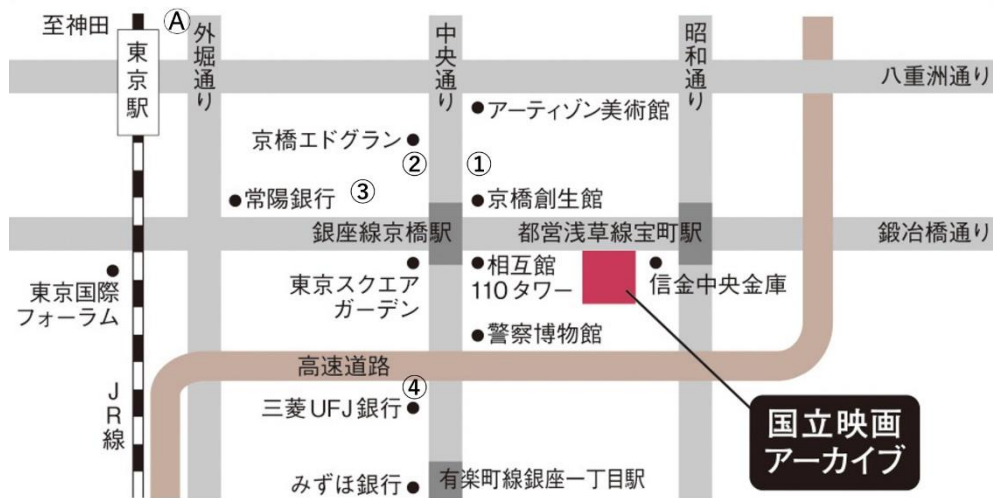 至神田
Ⓐ
東京駅
外堀通り
中央通り
昭和通り
八重洲通り
アーティゾン美術館
京橋エドグラン
②
①
常陽銀行
③
京橋創生館
銀座線京橋駅
都営浅草線宝町駅
鍛冶橋通り
東京国際
フォーラム
東京スクエア
ガーデン
相互館
110タワー
信金中央金庫
警察博物館
高速道路
④
三菱UFJ銀行
JR線
国立映画
アーカイブ
みずほ銀行
有楽町線銀座一丁目駅